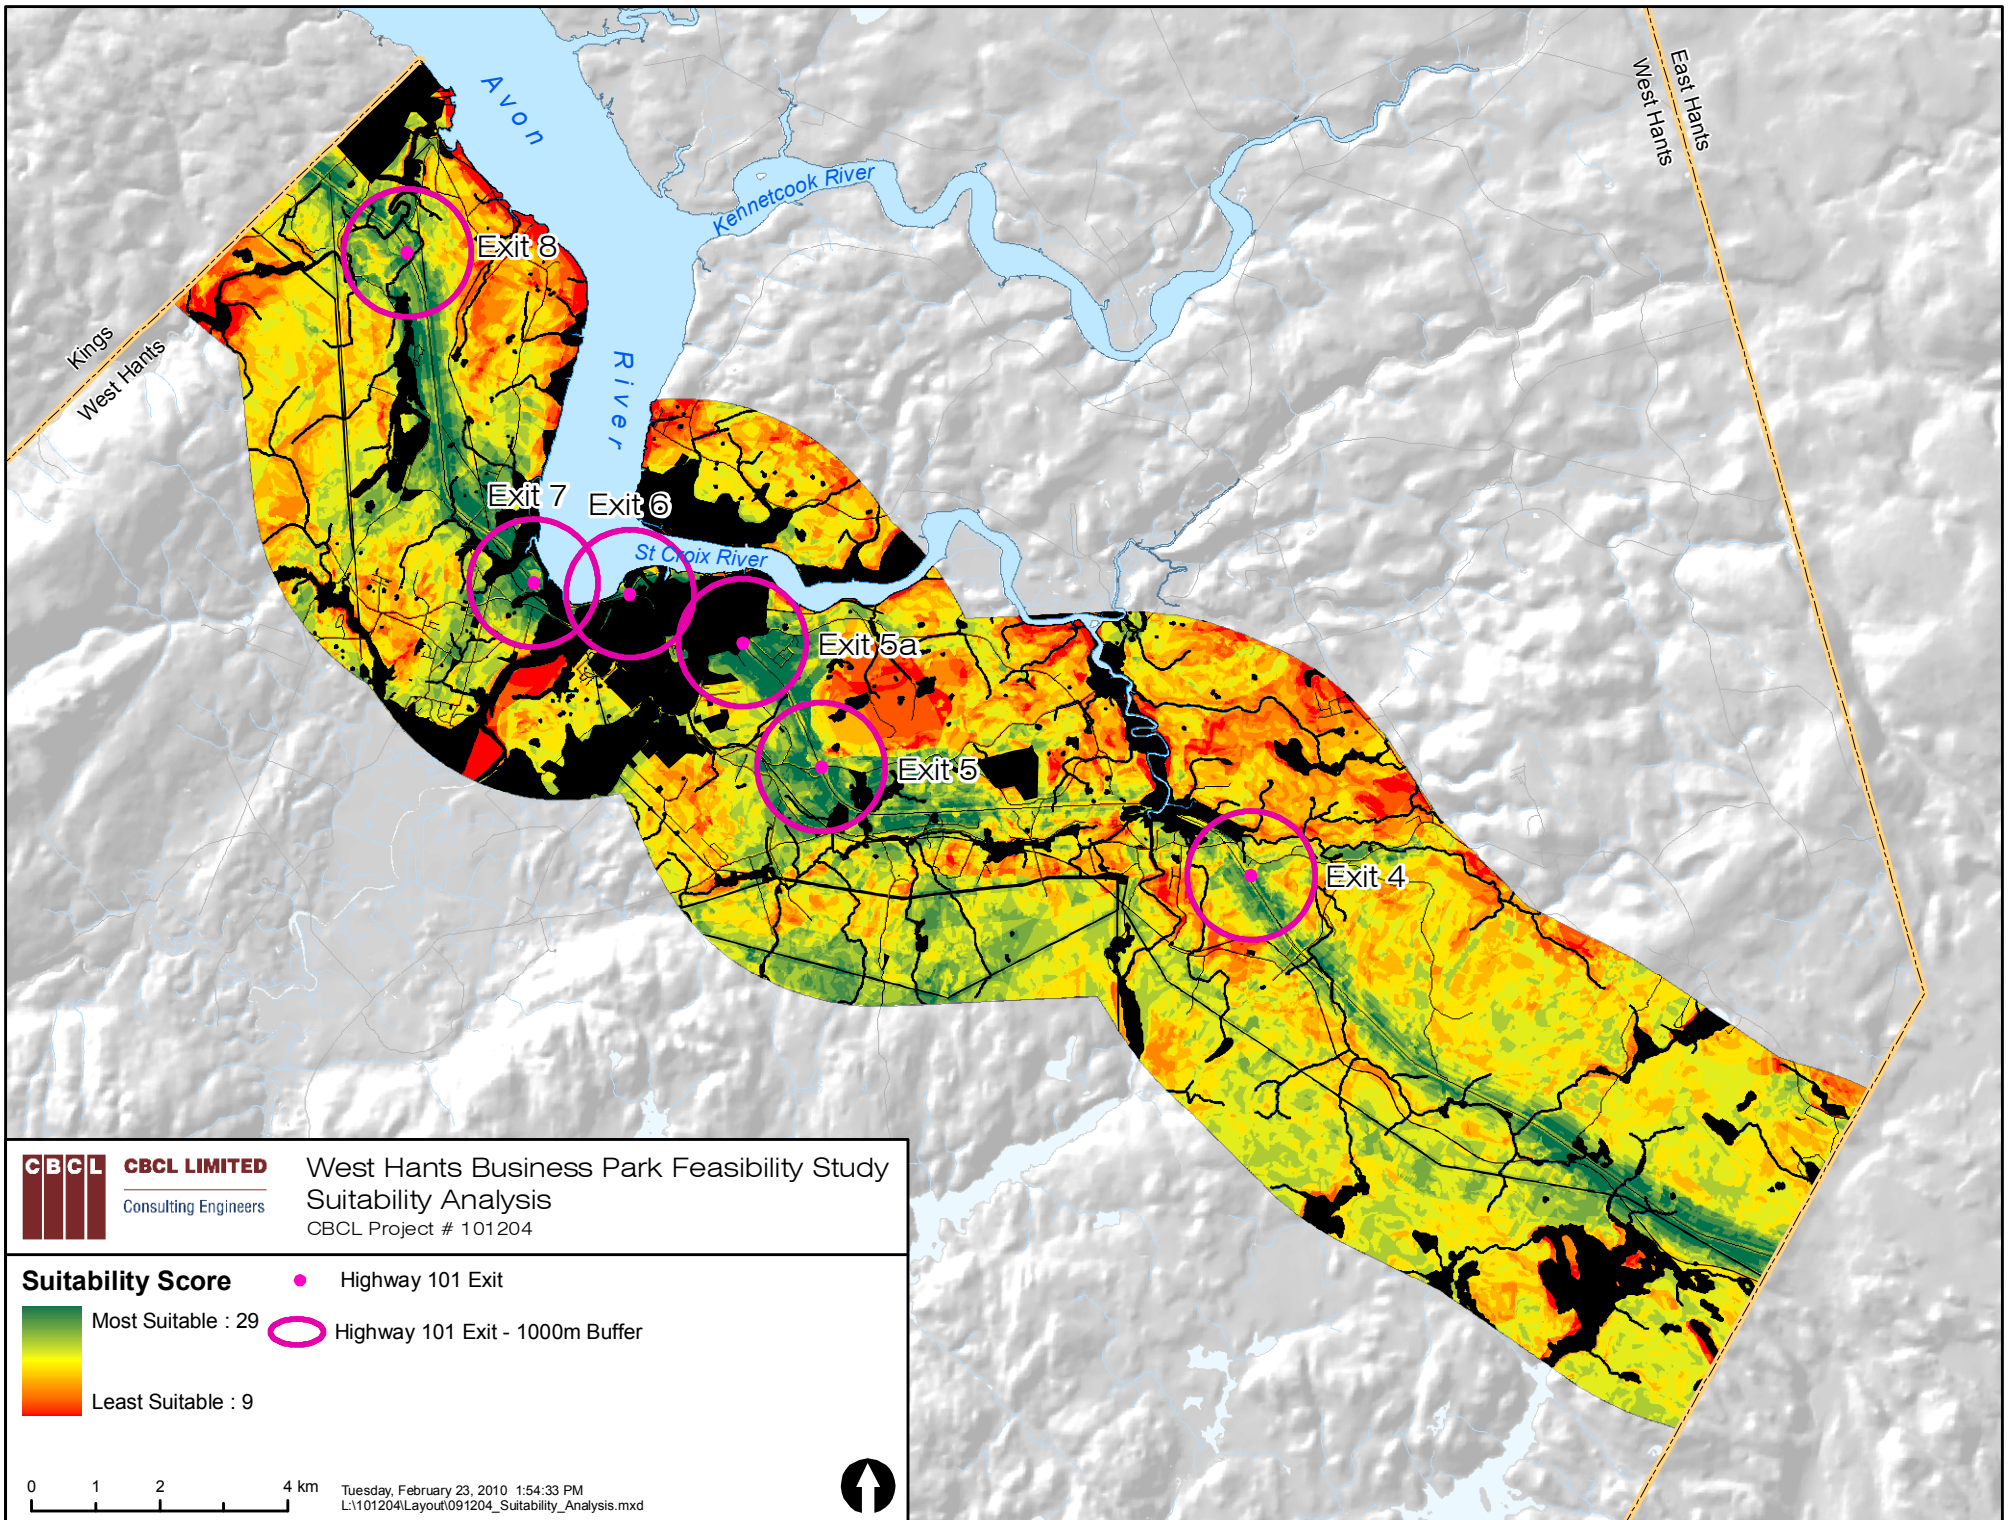 Avon
River
Kennetcook River
East Hants
West Hants
Exit 8
Kings
West Hants
Exit 7
Exit 6
St Croix River
Exit 5a
Exit 5
Exit 4
CBCL
CBCL LIMITED
Consulting Engineers
West Hants Business Park Feasibility Study
Suitability Analysis
CBCL Project # 101204
Suitability Score
Most Suitable : 29
Least Suitable : 9
Highway 101 Exit
Highway 101 Exit - 1000m Buffer
0 1 2 4 km
Tuesday, February 23, 2010 1:54:33 PM
L:\101204\Layout\091204_Suitability_Analysis.mxd